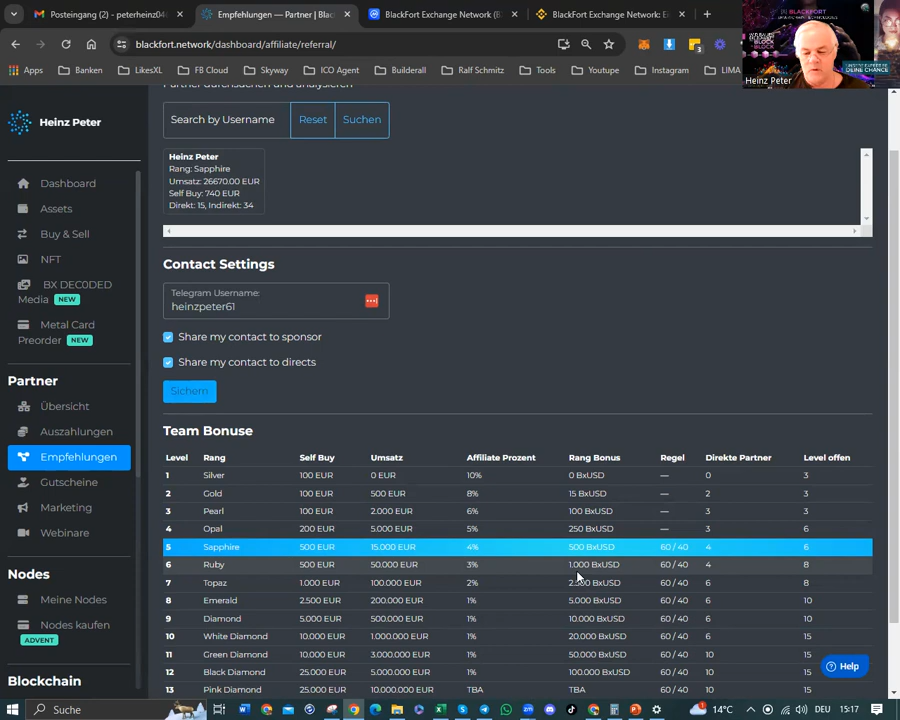 Posteingang (2) - peterheinz04
Empfehlungen — Partner | Blac
BlackFort Exchange Network (B
BlackFort Exchange Network: E
blackfort.network/dashboard/affiliate/referral/
Apps
Banken
LikesXL
FB Cloud
Skyway
ICO Agent
Builderall
Ralf Schmitz
Tools
Youtube
Instagram
LIMA
BLACKFORT
BLOCK
DEINE CHANCE
Heinz Peter
Heinz Peter
Dashboard
Assets
Buy & Sell
NFT
BX DEC0DED
Media NEW
Metal Card
Preorder NEW
Partner
Übersicht
Auszahlungen
Empfehlungen
Gutscheine
Marketing
Webinare
Nodes
Meine Nodes
Nodes kaufen
ADVENT
Blockchain
Partner durchsuchen und analysieren
Search by Username Reset Suchen
Heinz Peter
Rang: Sapphire
Umsatz: 26670.00 EUR
Self Buy: 740 EUR
Direkt: 15, Indirekt: 34
Contact Settings
Telegram Username:
heinzpeter61
Share my contact to sponsor
Share my contact to directs
Sichern
Team Bonuse
Level Rang Self Buy Umsatz Affiliate Prozent Rang Bonus Regel Direkte Partner Level offen
1 Silver 100 EUR 0 EUR 10% 0 BxUSD — 0 3
2 Gold 100 EUR 500 EUR 8% 15 BxUSD — 2 3
3 Pearl 100 EUR 2.000 EUR 6% 100 BxUSD — 3 3
4 Opal 200 EUR 5.000 EUR 5% 250 BxUSD — 3 6
5 Sapphire 500 EUR 15.000 EUR 4% 500 BxUSD 60 / 40 4 6
6 Ruby 500 EUR 50.000 EUR 3% 1.000 BxUSD 60 / 40 4 8
7 Topaz 1.000 EUR 100.000 EUR 2% 2.500 BxUSD 60 / 40 6 8
8 Emerald 2.500 EUR 200.000 EUR 1% 5.000 BxUSD 60 / 40 6 10
9 Diamond 5.000 EUR 500.000 EUR 1% 10.000 BxUSD 60 / 40 6 10
10 White Diamond 10.000 EUR 1.000.000 EUR 1% 20.000 BxUSD 60 / 40 6 15
11 Green Diamond 10.000 EUR 3.000.000 EUR 1% 50.000 BxUSD 60 / 40 10 15
12 Black Diamond 25.000 EUR 5.000.000 EUR 1% 100.000 BxUSD 60 / 40 10 15
13 Pink Diamond 25.000 EUR 10.000.000 EUR TBA TBA 60 / 40 10 15
Help
Suche
14°C
DEU
15:17